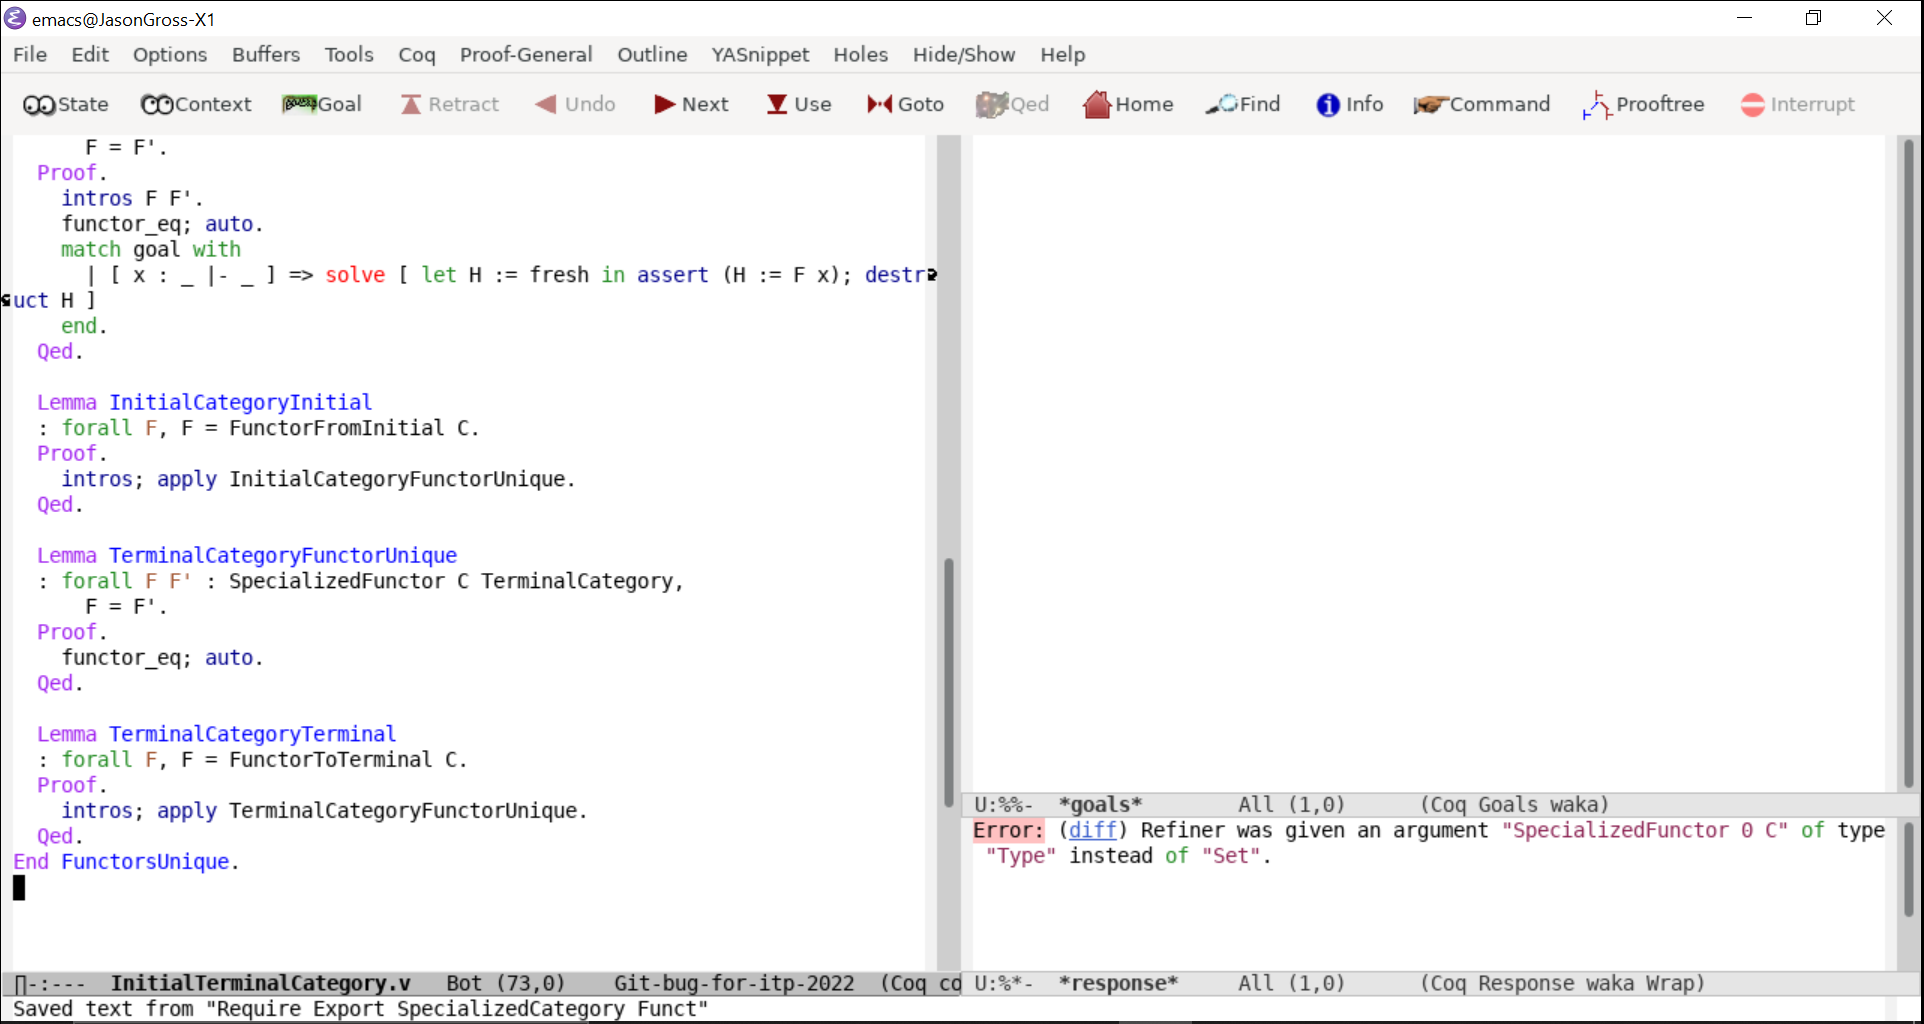 emacs@JasonGross-X1
File Edit Options Buffers Tools Coq Proof-General Outline YASnippet Holes Hide/Show Help
State Context Goal Retract Undo Next Use Goto Qed Home Find Info Command Prooftree Interrupt
F = F'.
Proof.
intros F F'.
functor_eq; auto.
match goal with
| [ x : _ |- _ ] => solve [ let H := fresh in assert (H := F x); destr
uct H ]
end.
Qed.
Lemma InitialCategoryInitial
: forall F, F = FunctorFromInitial C.
Proof.
intros; apply InitialCategoryFunctorUnique.
Qed.
Lemma TerminalCategoryFunctorUnique
: forall F F' : SpecializedFunctor C TerminalCategory,
F = F'.
Proof.
functor_eq; auto.
Qed.
Lemma TerminalCategoryTerminal
: forall F, F = FunctorToTerminal C.
Proof.
intros; apply TerminalCategoryFunctorUnique.
Qed.
End FunctorsUnique.
-:--- InitialTerminalCategory.v Bot (73,0) Git-bug-for-itp-2022 (Coq co
Saved text from "Require Export SpecializedCategory Funct"
U:%%- *goals* All (1,0) (Coq Goals waka)
Error: (diff) Refiner was given an argument "SpecializedFunctor 0 C" of type
"Type" instead of "Set".
U:%*- *response* All (1,0) (Coq Response waka Wrap)